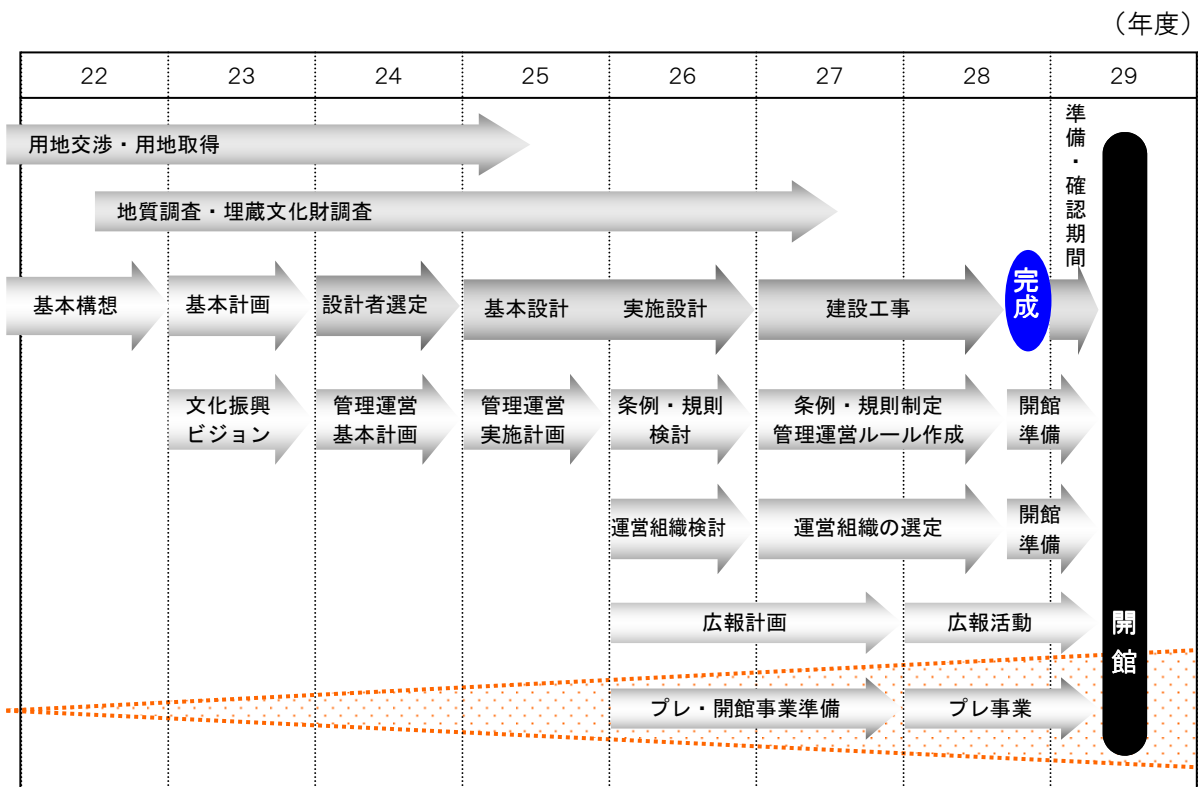 （年度）
22 23 24 25 26 27 28 29
準備・確認期間
用地交渉・用地取得
地質調査・埋蔵文化財調査
基本構想
基本計画
設計者選定
基本設計 実施設計
建設工事
完成
文化振興
ビジョン
管理運営
基本計画
管理運営
実施計画
条例・規則
検討
条例・規則制定
管理運営ルール作成
開館
準備
運営組織検討
運営組織の選定
開館
準備
広報計画
広報活動
プレ・開館事業準備
プレ事業
開館